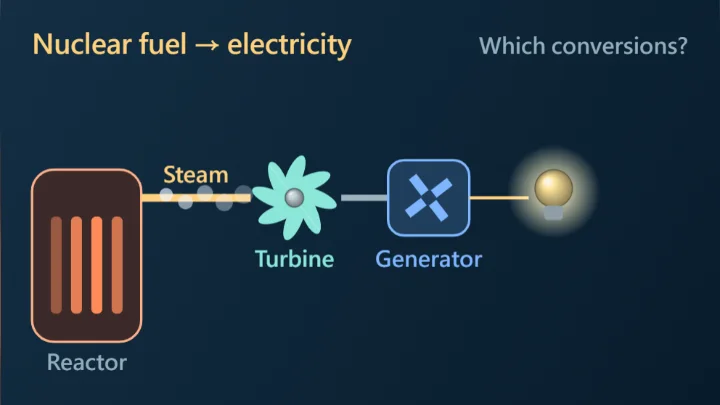 Nuclear fuel → electricity
Which conversions?
Steam
Turbine
Generator
Reactor